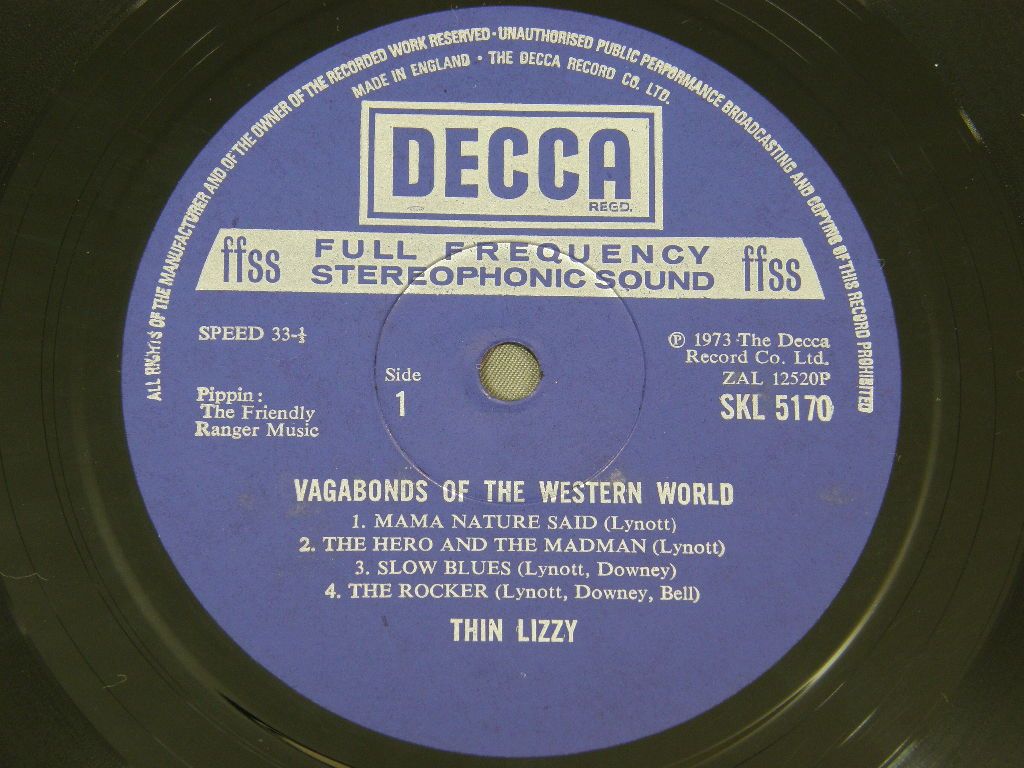 ALL RIGHTS OF THE MANUFACTURER AND OF THE OWNER OF THE RECORDED WORK RESERVED · UNAUTHORISED PUBLIC PERFORMANCE BROADCASTING AND COPYING OF THIS RECORD PROHIBITED
MADE IN ENGLAND · THE DECCA RECORD CO. LTD.
DECCA
REGD.
ffss FULL FREQUENCY ffss
STEREOPHONIC SOUND
SPEED 33-⅓
℗ 1973 The Decca
Record Co. Ltd.
ZAL 12520P
SKL 5170
Side
1
Pippin:
The Friendly
Ranger Music
VAGABONDS OF THE WESTERN WORLD
1. MAMA NATURE SAID (Lynott)
2. THE HERO AND THE MADMAN (Lynott)
3. SLOW BLUES (Lynott, Downey)
4. THE ROCKER (Lynott, Downey, Bell)
THIN LIZZY